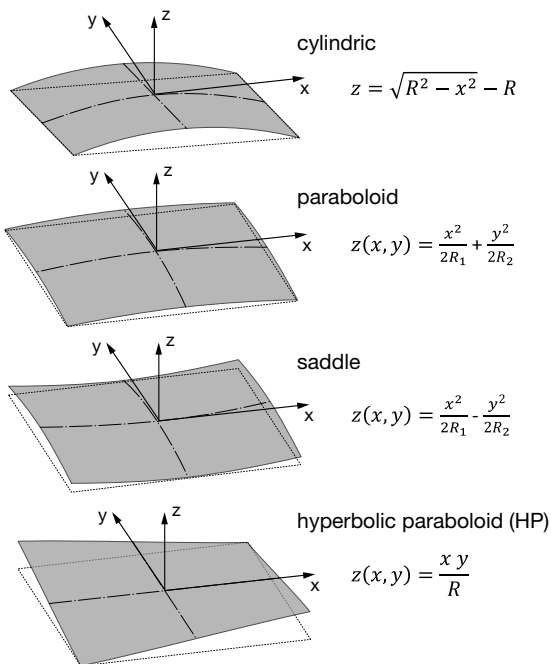 z
y
cylindric
x
z = √(R² − x²) − R
z
y
paraboloid
x
z(x, y) = x²/2R₁ + y²/2R₂
z
y
saddle
x
z(x, y) = x²/2R₁ - y²/2R₂
z
y
hyperbolic paraboloid (HP)
x
z(x, y) = x y/R